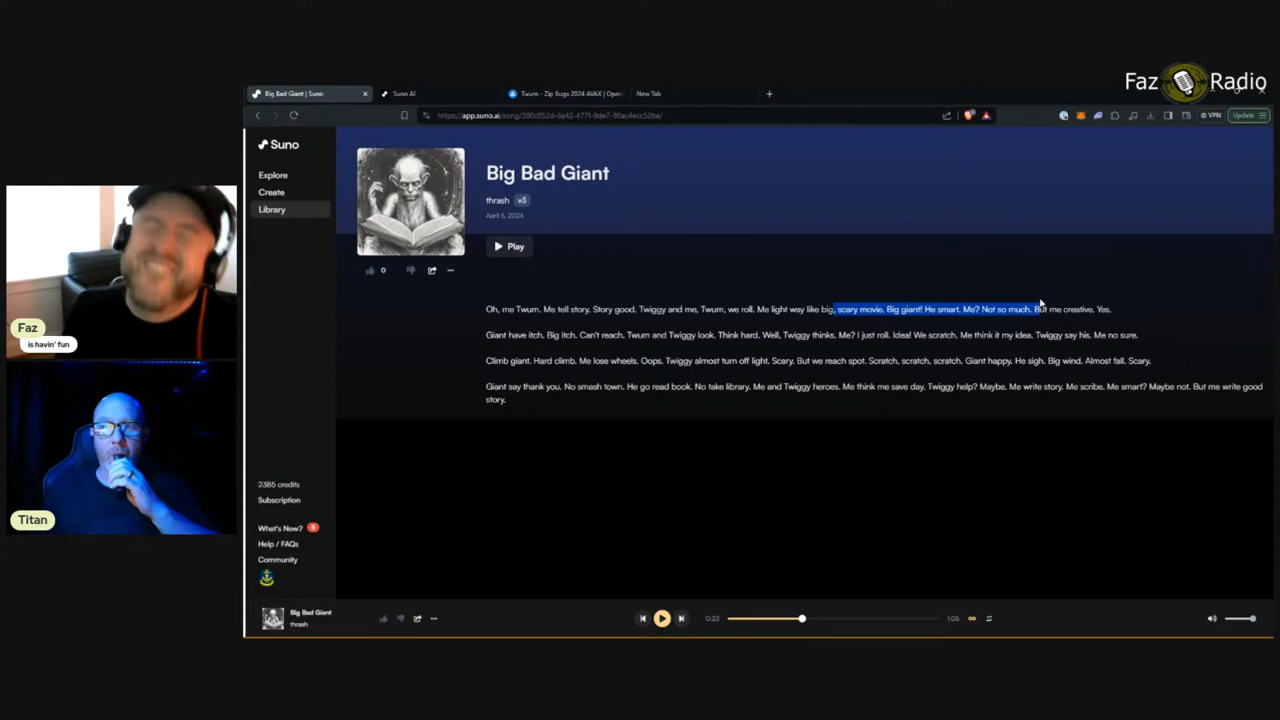 Faz Radio
Big Bad Giant | Suno
Suno AI
Twum - Zip Bugs 2024 AVAX | Open
New Tab
VPN
Update
Suno
Explore
Create
Library
Big Bad Giant
thrash v3
April 5, 2024
Play
0
Oh, me Twum. Me tell story. Story good. Twiggy and me, Twum, we roll. Me light way like big, scary movie. Big giant! He smart. Me? Not so much. But me creative. Yes.
Giant have itch. Big itch. Can't reach. Twum and Twiggy look. Think hard. Well, Twiggy thinks. Me? I just roll. Idea! We scratch. Me think it my idea. Twiggy say his. Me no sure.
Climb giant. Hard climb. Me lose wheels. Oops. Twiggy almost turn off light. Scary. But we reach spot. Scratch, scratch, scratch. Giant happy. He sigh. Big wind. Almost fall. Scary.
Giant say thank you. No smash town. He go read book. No take library. Me and Twiggy heroes. Me think me save day. Twiggy help? Maybe. Me write story. Me scribe. Me smart? Maybe not. But me write good
story.
Faz
is havin' fun
Titan
2385 credits
Subscription
What's New? 5
Help / FAQs
Community
Big Bad Giant
thrash
0:23
1:05